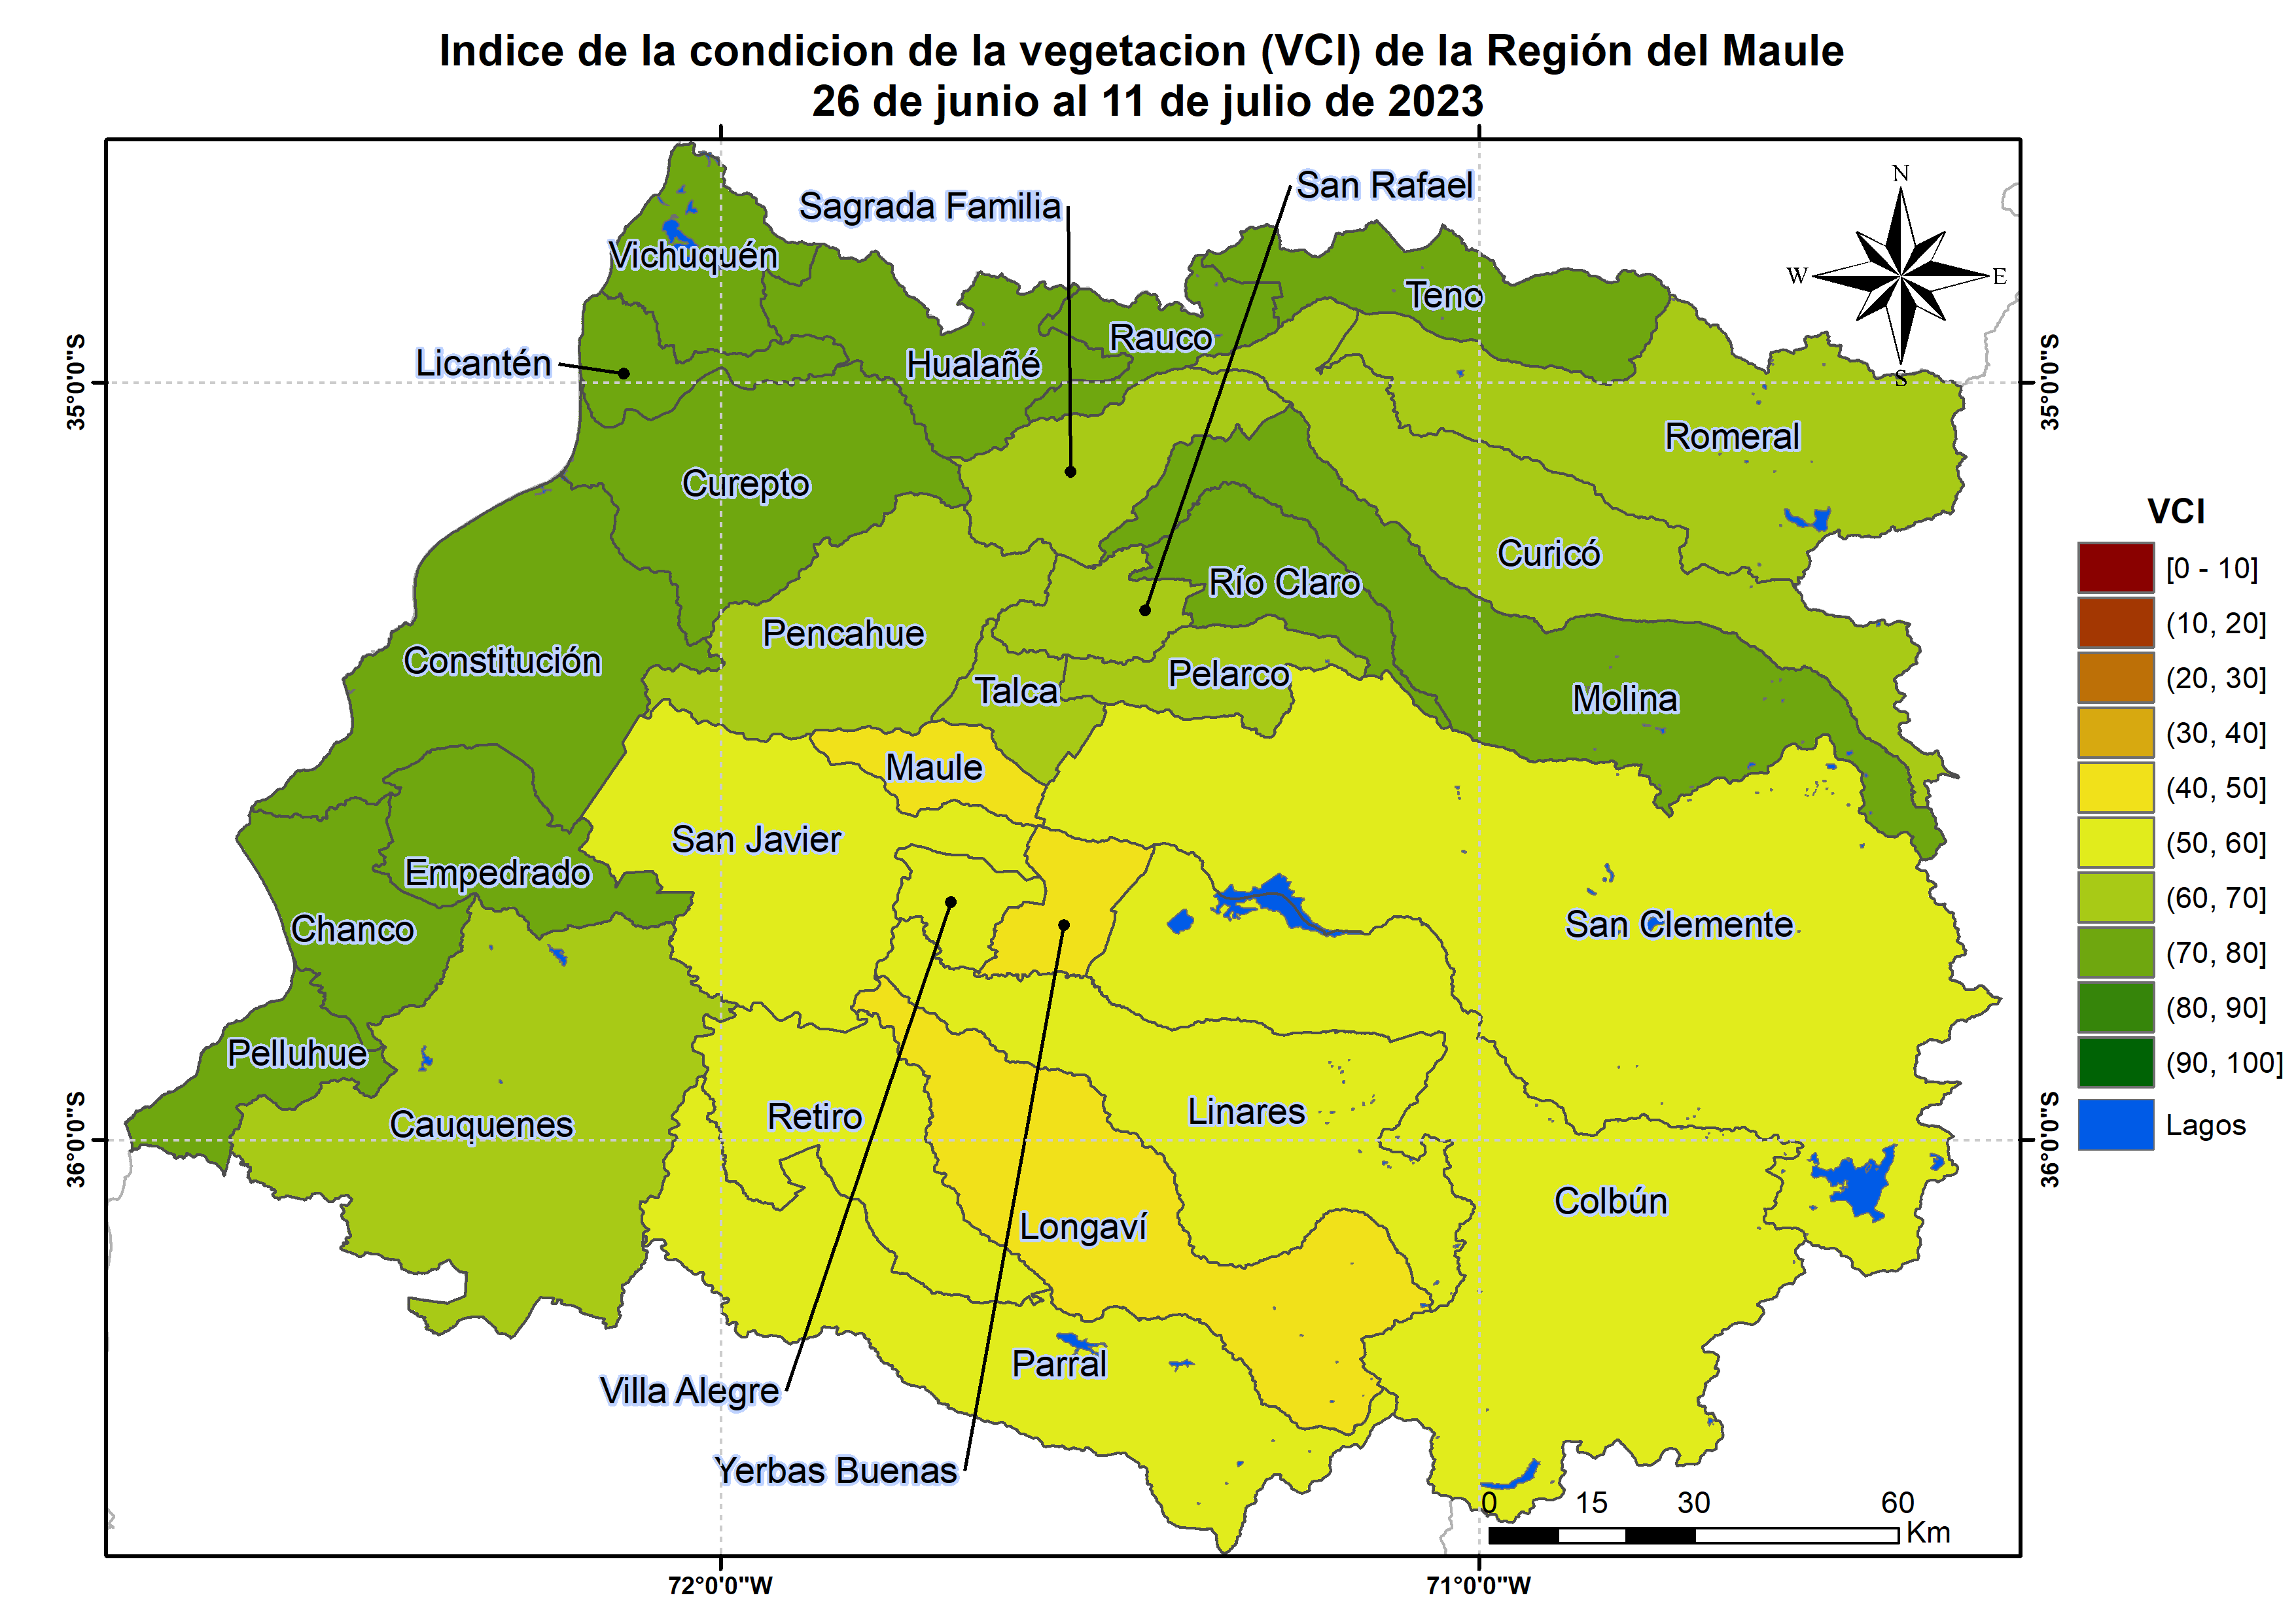 Indice de la condicion de la vegetacion (VCI) de la Región del Maule
26 de junio al 11 de julio de 2023
N
W
E
S
35°0'0"S
35°0'0"S
36°0'0"S
36°0'0"S
72°0'0"W
71°0'0"W
San Rafael
Sagrada Familia
Vichuquén
Teno
Rauco
Licantén
Hualañé
Romeral
Curepto
Curicó
Río Claro
Pencahue
Constitución
Pelarco
Talca
Molina
Maule
San Javier
Empedrado
Chanco
San Clemente
Pelluhue
Cauquenes
Retiro
Linares
Colbún
Longaví
Parral
Villa Alegre
Yerbas Buenas
VCI
[0 - 10]
(10, 20]
(20, 30]
(30, 40]
(40, 50]
(50, 60]
(60, 70]
(70, 80]
(80, 90]
(90, 100]
Lagos
0 15 30 60
Km